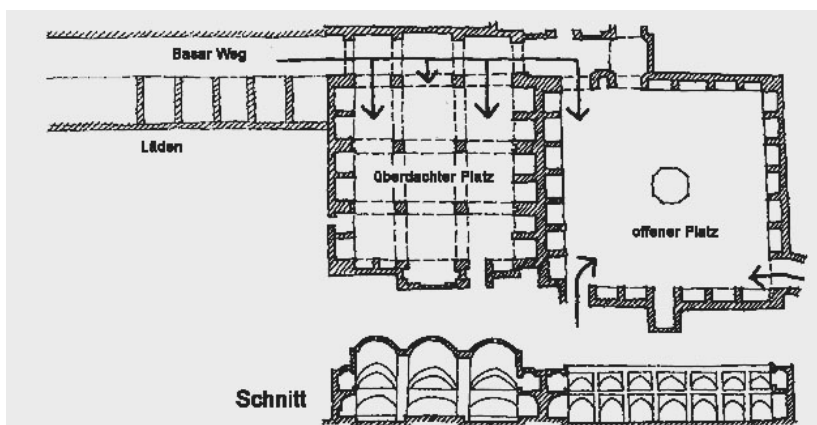 Basar Weg
Läden
überdachter Platz
offener Platz
Schnitt